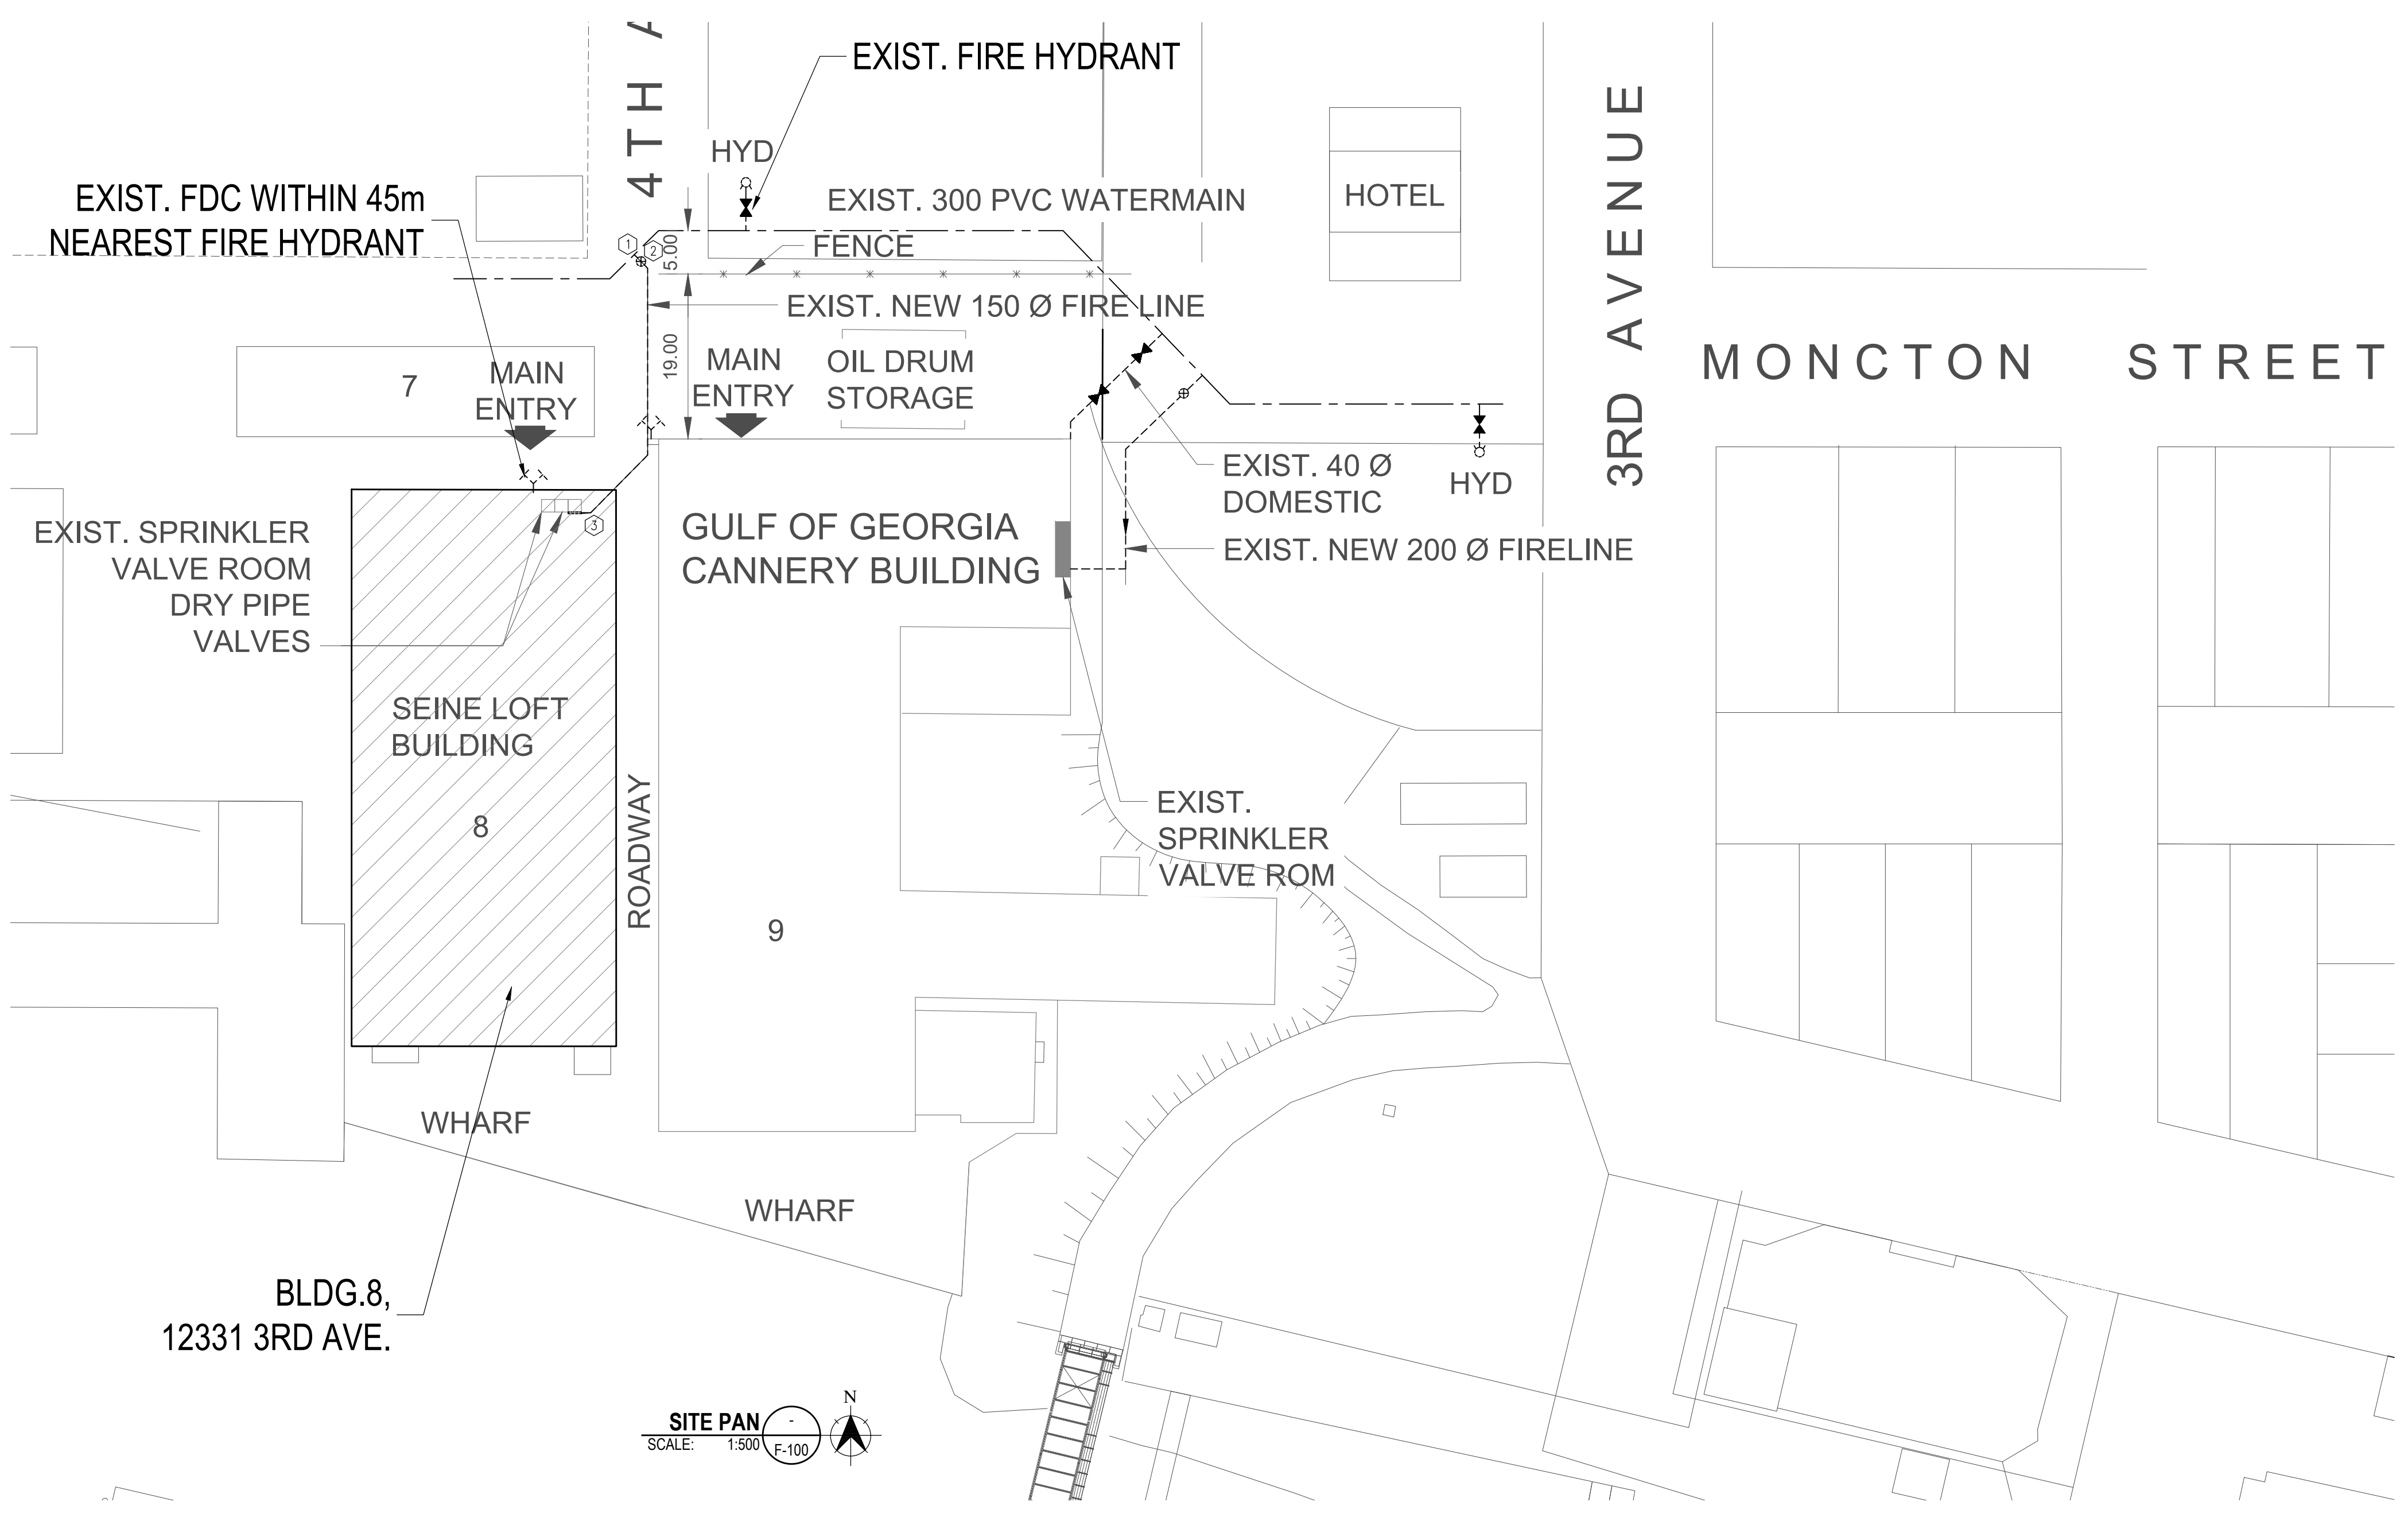 4TH A
EXIST. FIRE HYDRANT
HYD
EXIST. FDC WITHIN 45m
NEAREST FIRE HYDRANT
EXIST. 300 PVC WATERMAIN
HOTEL
3RD AVENUE
1
2
5.00
FENCE
EXIST. NEW 150 Ø FIRE LINE
MONCTON STREET
7
MAIN
ENTRY
19.00
MAIN
ENTRY
OIL DRUM
STORAGE
EXIST. 40 Ø
DOMESTIC
HYD
EXIST. SPRINKLER
VALVE ROOM
DRY PIPE
VALVES
3
GULF OF GEORGIA
CANNERY BUILDING
EXIST. NEW 200 Ø FIRELINE
SEINE LOFT
BUILDING
8
ROADWAY
EXIST.
SPRINKLER
VALVE ROM
9
WHARF
WHARF
BLDG.8,
12331 3RD AVE.
SITE PAN
SCALE: 1:500
-
F-100
N